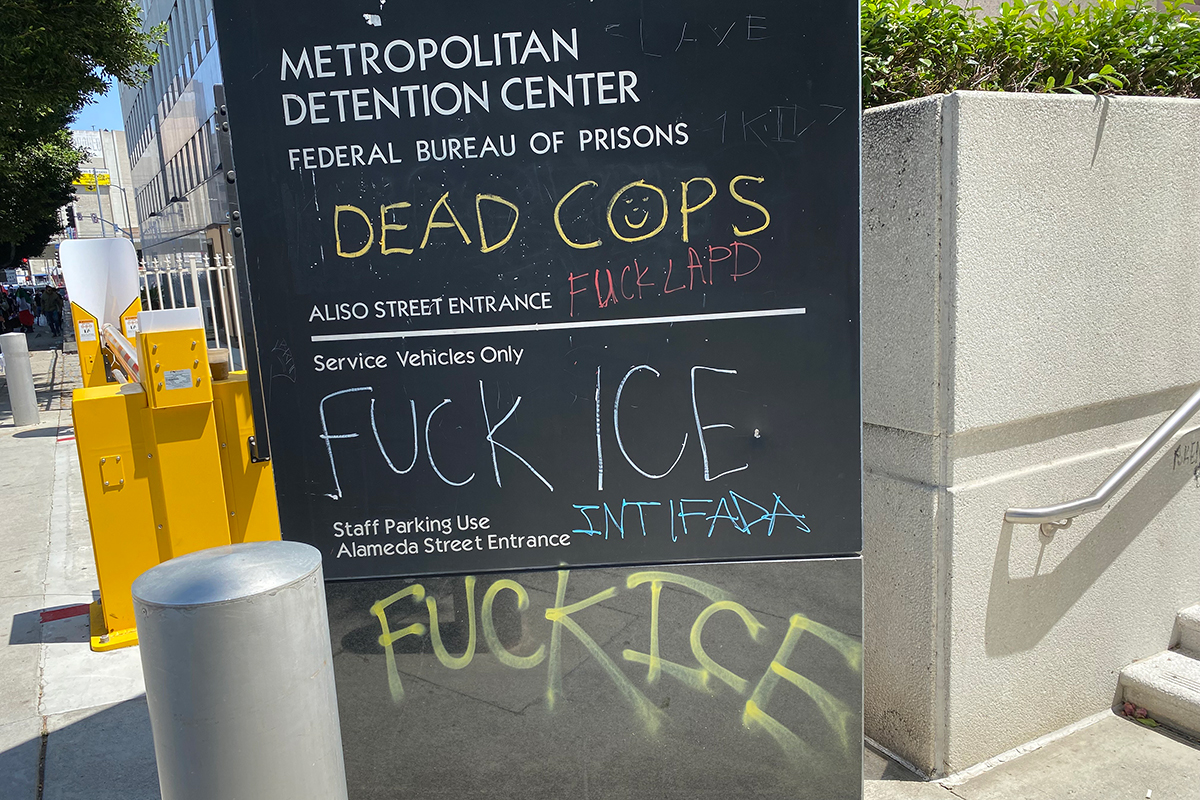 METROPOLITAN
DETENTION CENTER
FEDERAL BUREAU OF PRISONS
DEAD COPS
FUCK LAPD
ALISO STREET ENTRANCE
Service Vehicles Only
FUCK ICE
INTIFADA
Staff Parking Use
Alameda Street Entrance
FUCK ICE